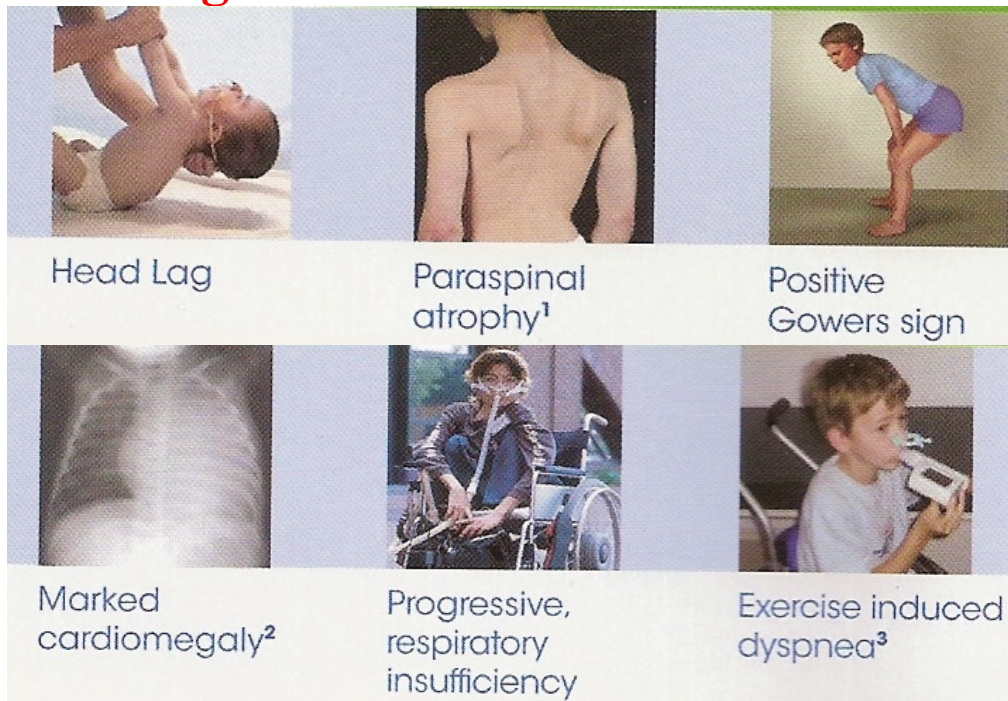 Head Lag
Paraspinal
atrophy¹
Positive
Gowers sign
Marked
cardiomegaly²
Progressive,
respiratory
insufficiency
Exercise induced
dyspnea³